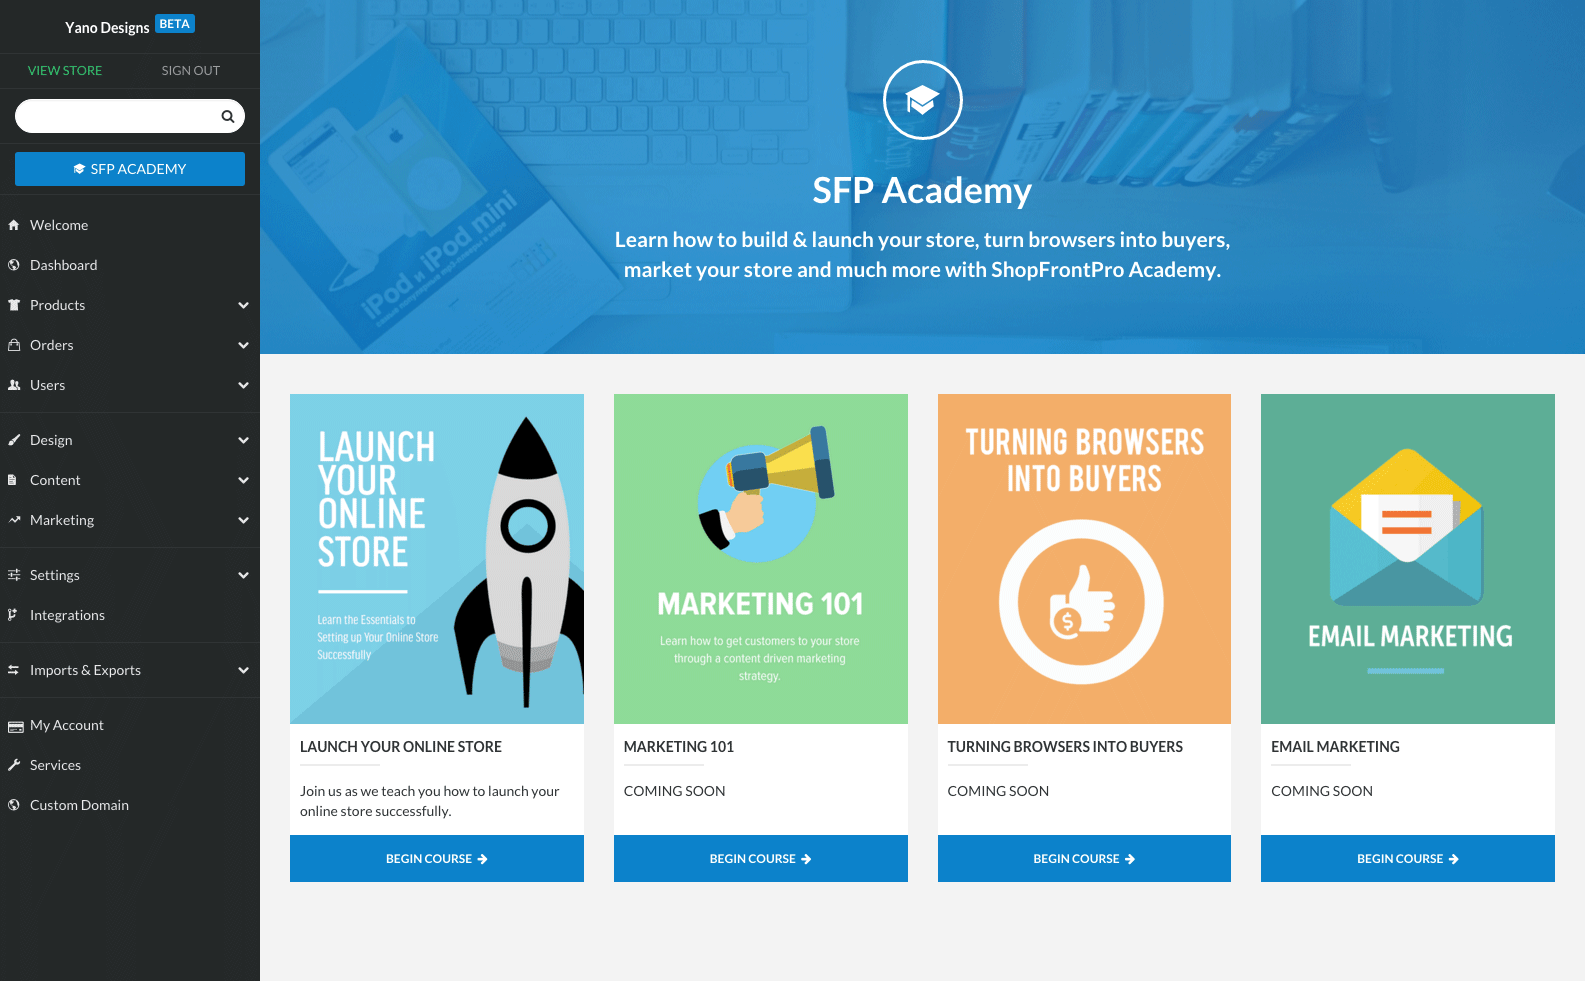 Yano Designs BETA
VIEW STORE
SIGN OUT
SFP ACADEMY
Welcome
Dashboard
Products
Orders
Users
Design
Content
Marketing
Settings
Integrations
Imports & Exports
My Account
Services
Custom Domain
iPod x iPod mini
SFP Academy
Learn how to build & launch your store, turn browsers into buyers,
market your store and much more with ShopFrontPro Academy.
LAUNCH
YOUR
ONLINE
STORE
Learn the Essentials to
Setting up Your Online Store
Successfully
LAUNCH YOUR ONLINE STORE
Join us as we teach you how to launch your
online store successfully.
BEGIN COURSE
MARKETING 101
Learn how to get customers to your store
through a content driven marketing
strategy.
MARKETING 101
COMING SOON
BEGIN COURSE
TURNING BROWSERS
INTO BUYERS
$
TURNING BROWSERS INTO BUYERS
COMING SOON
BEGIN COURSE
EMAIL MARKETING
EMAIL MARKETING
COMING SOON
BEGIN COURSE